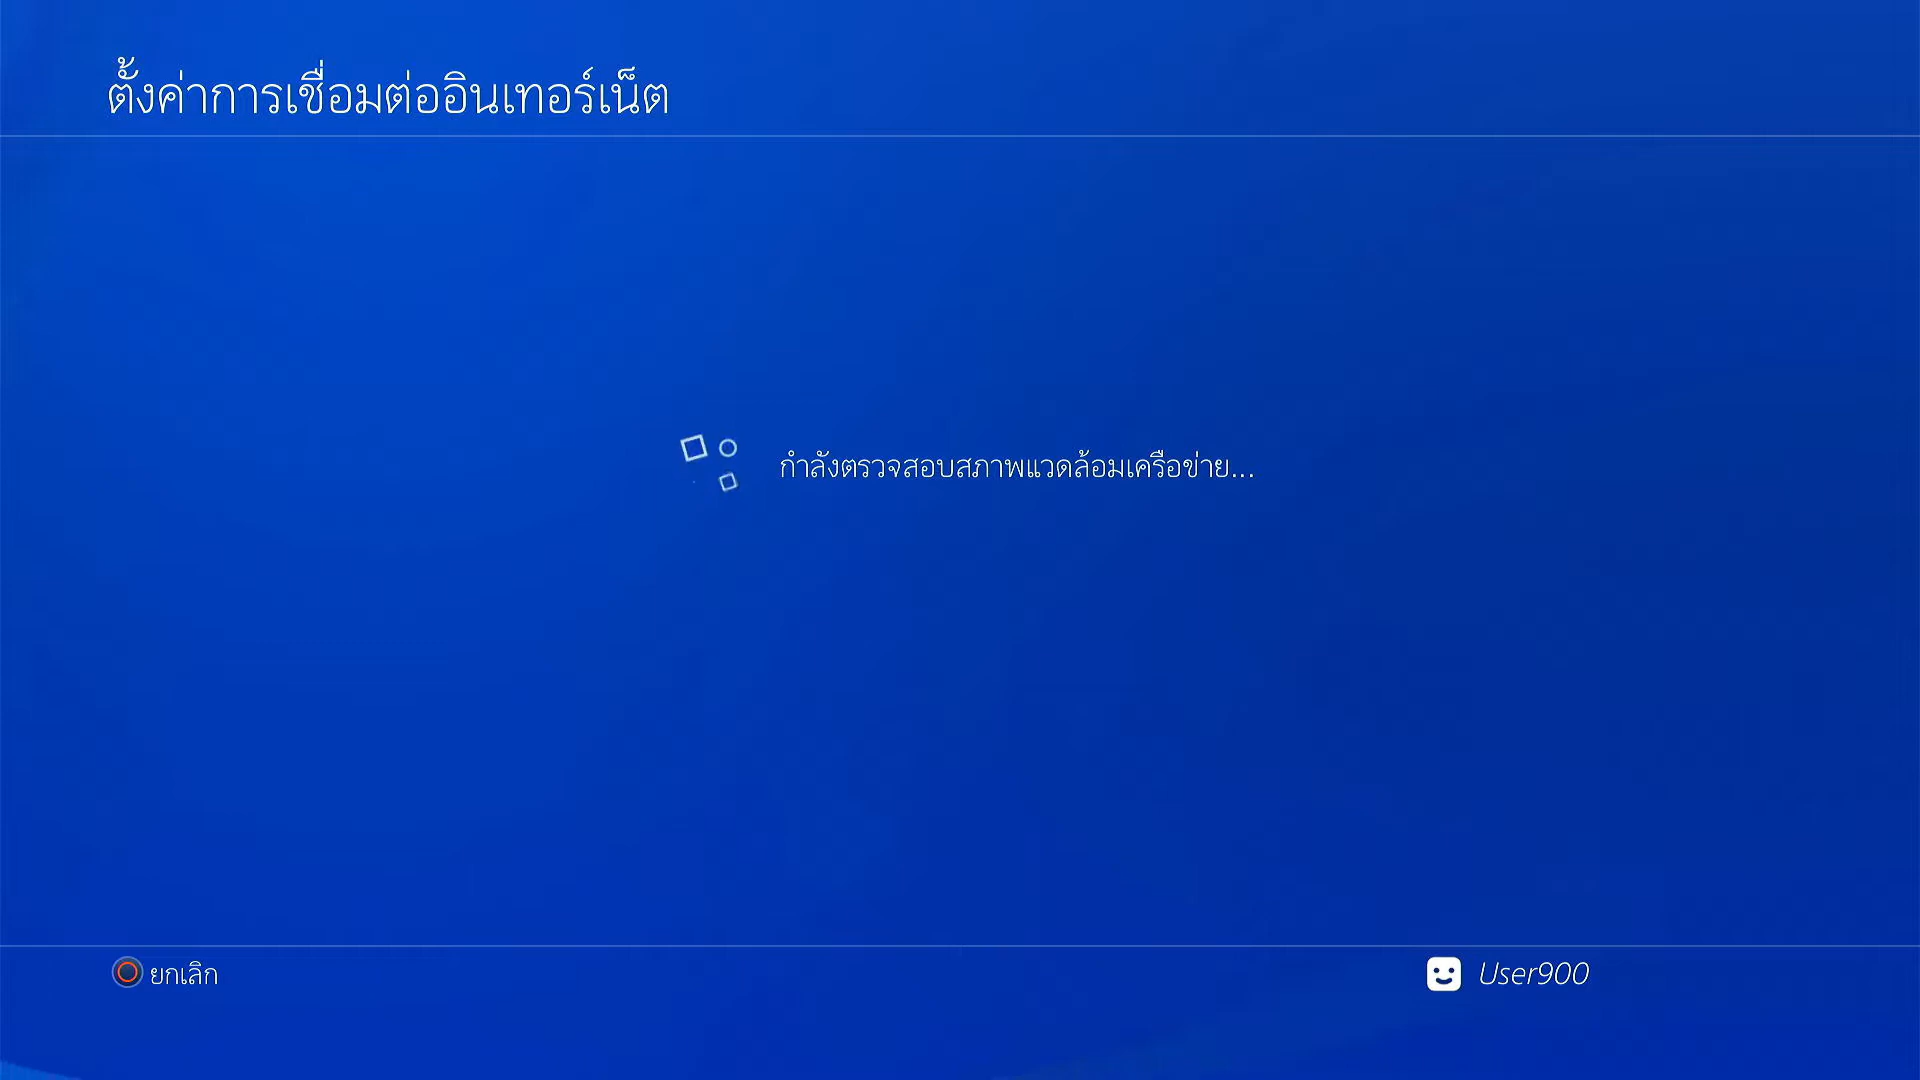 ตั้งค่าการเชื่อมต่ออินเทอร์เน็ต
กำลังตรวจสอบสภาพแวดล้อมเครือข่าย...
ยกเลิก
User900